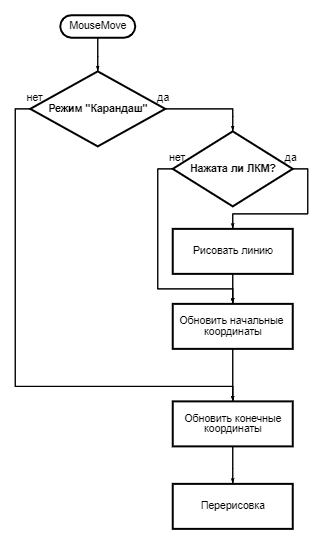 MouseMove
нет
да
Режим "Карандаш"
нет
да
Нажата ли ЛКМ?
Рисовать линию
Обновить начальные
координаты
Обновить конечные
координаты
Перерисовка